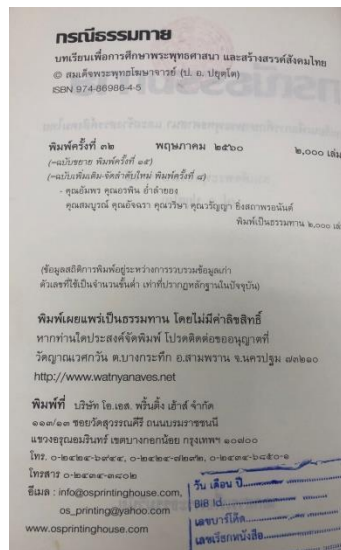 กรณีธรรมกาย
บทเรียนเพื่อการศึกษาพระพุทธศาสนา และสร้างสรรค์สังคมไทย
© สมเด็จพระพุทธโฆษาจารย์ (ป. อ. ปยุตฺโต)
ISBN 974-86986-4-5
พิมพ์ครั้งที่ ๓๒ พฤษภาคม ๒๕๖๐ ๒,๐๐๐ เล่ม
(=ฉบับขยาย พิมพ์ครั้งที่ ๑๕)
(=ฉบับเพิ่มเติม-จัดลำดับใหม่ พิมพ์ครั้งที่ ๘)
- คุณอัมพร คุณอรพิน อ่ำลำยอง
คุณสมบูรณ์ คุณอัจฉรา คุณวริษา คุณวรัญญา ยิ่งสถาพรอนันต์
พิมพ์เป็นธรรมทาน ๒,๐๐๐ เล่ม
(ข้อมูลสถิติการพิมพ์อยู่ระหว่างการรวบรวมข้อมูลเก่า
ตัวเลขที่ใช้เป็นจำนวนขั้นต่ำ เท่าที่ปรากฏหลักฐานในปัจจุบัน)
พิมพ์เผยแพร่เป็นธรรมทาน โดยไม่มีค่าลิขสิทธิ์
หากท่านใดประสงค์จัดพิมพ์ โปรดติดต่อขออนุญาตที่
วัดญาณเวศกวัน ต.บางกระทึก อ.สามพราน จ.นครปฐม ๗๓๒๑๐
http://www.watnyanaves.net
พิมพ์ที่ บริษัท โอ.เอส. พริ้นติ้ง เฮ้าส์ จำกัด
๑๑๓/๑๓ ซอยวัดสุวรรณคีรี ถนนบรมราชชนนี
แขวงอรุณอมรินทร์ เขตบางกอกน้อย กรุงเทพฯ ๑๐๗๐๐
โทร. ๐-๒๔๒๔-๖๙๔๔, ๐-๒๔๒๔-๗๒๙๒, ๐-๒๔๓๔-๖๘๕๐-๑
โทรสาร ๐-๒๔๓๔-๓๘๐๒
อีเมล : info@osprintinghouse.com,
os_printing@yahoo.com
www.osprintinghouse.com
วัน เดือน ปี
BIB Id
เลขบาร์โค้ด
เลขเรียกหนังสือ